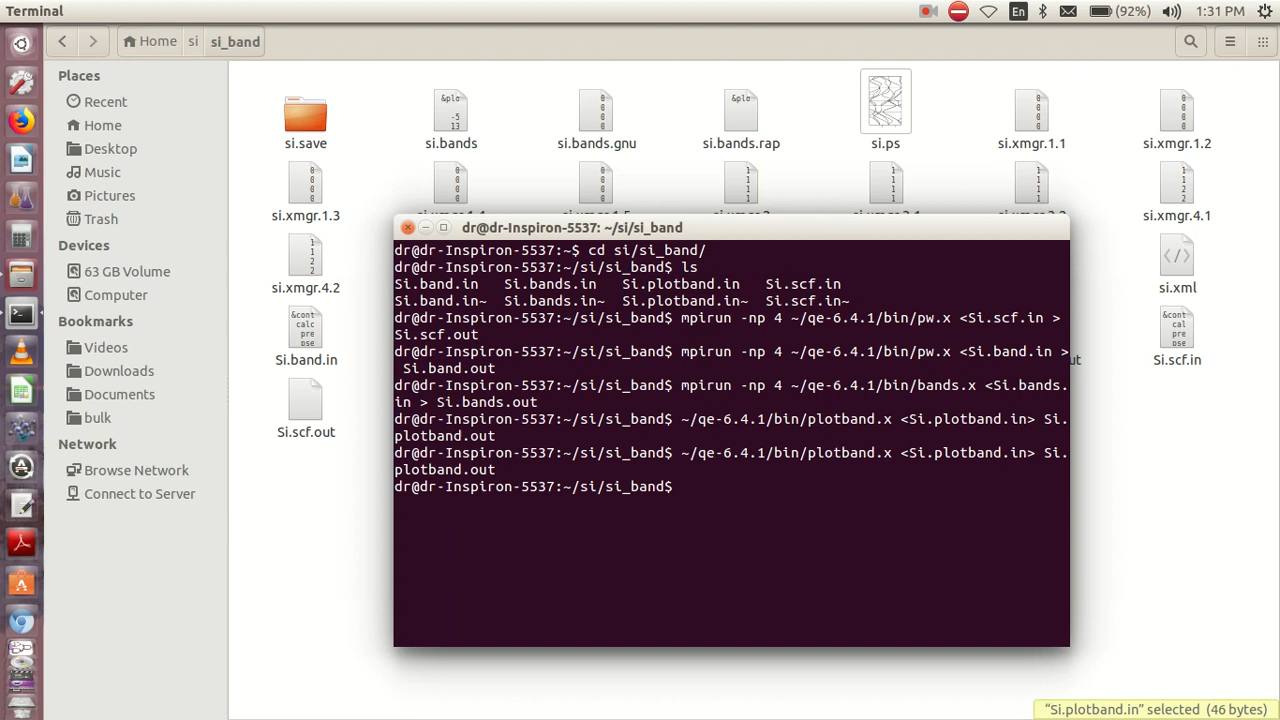 Terminal
En
(92%)
1:31 PM
Home
si
si_band
Places
Recent
Home
Desktop
Music
Pictures
Trash
Devices
63 GB Volume
Computer
Bookmarks
Videos
Downloads
Documents
bulk
Network
Browse Network
Connect to Server
si.save
si.bands
si.bands.gnu
si.bands.rap
si.ps
si.xmgr.1.1
si.xmgr.1.2
si.xmgr.1.3
si.xmgr.4.1
si.xmgr.4.2
si.xml
Si.band.in
Si.scf.in
Si.scf.out
dr@dr-Inspiron-5537: ~/si/si_band
dr@dr-Inspiron-5537:~$ cd si/si_band/
dr@dr-Inspiron-5537:~/si/si_band$ ls
Si.band.in   Si.bands.in   Si.plotband.in   Si.scf.in
Si.band.in~  Si.bands.in~  Si.plotband.in~  Si.scf.in~
dr@dr-Inspiron-5537:~/si/si_band$ mpirun -np 4 ~/qe-6.4.1/bin/pw.x <Si.scf.in >
Si.scf.out
dr@dr-Inspiron-5537:~/si/si_band$ mpirun -np 4 ~/qe-6.4.1/bin/pw.x <Si.band.in >
Si.band.out
dr@dr-Inspiron-5537:~/si/si_band$ mpirun -np 4 ~/qe-6.4.1/bin/bands.x <Si.bands.
in > Si.bands.out
dr@dr-Inspiron-5537:~/si/si_band$ ~/qe-6.4.1/bin/plotband.x <Si.plotband.in> Si.
plotband.out
dr@dr-Inspiron-5537:~/si/si_band$ ~/qe-6.4.1/bin/plotband.x <Si.plotband.in> Si.
plotband.out
dr@dr-Inspiron-5537:~/si/si_band$
"Si.plotband.in" selected (46 bytes)